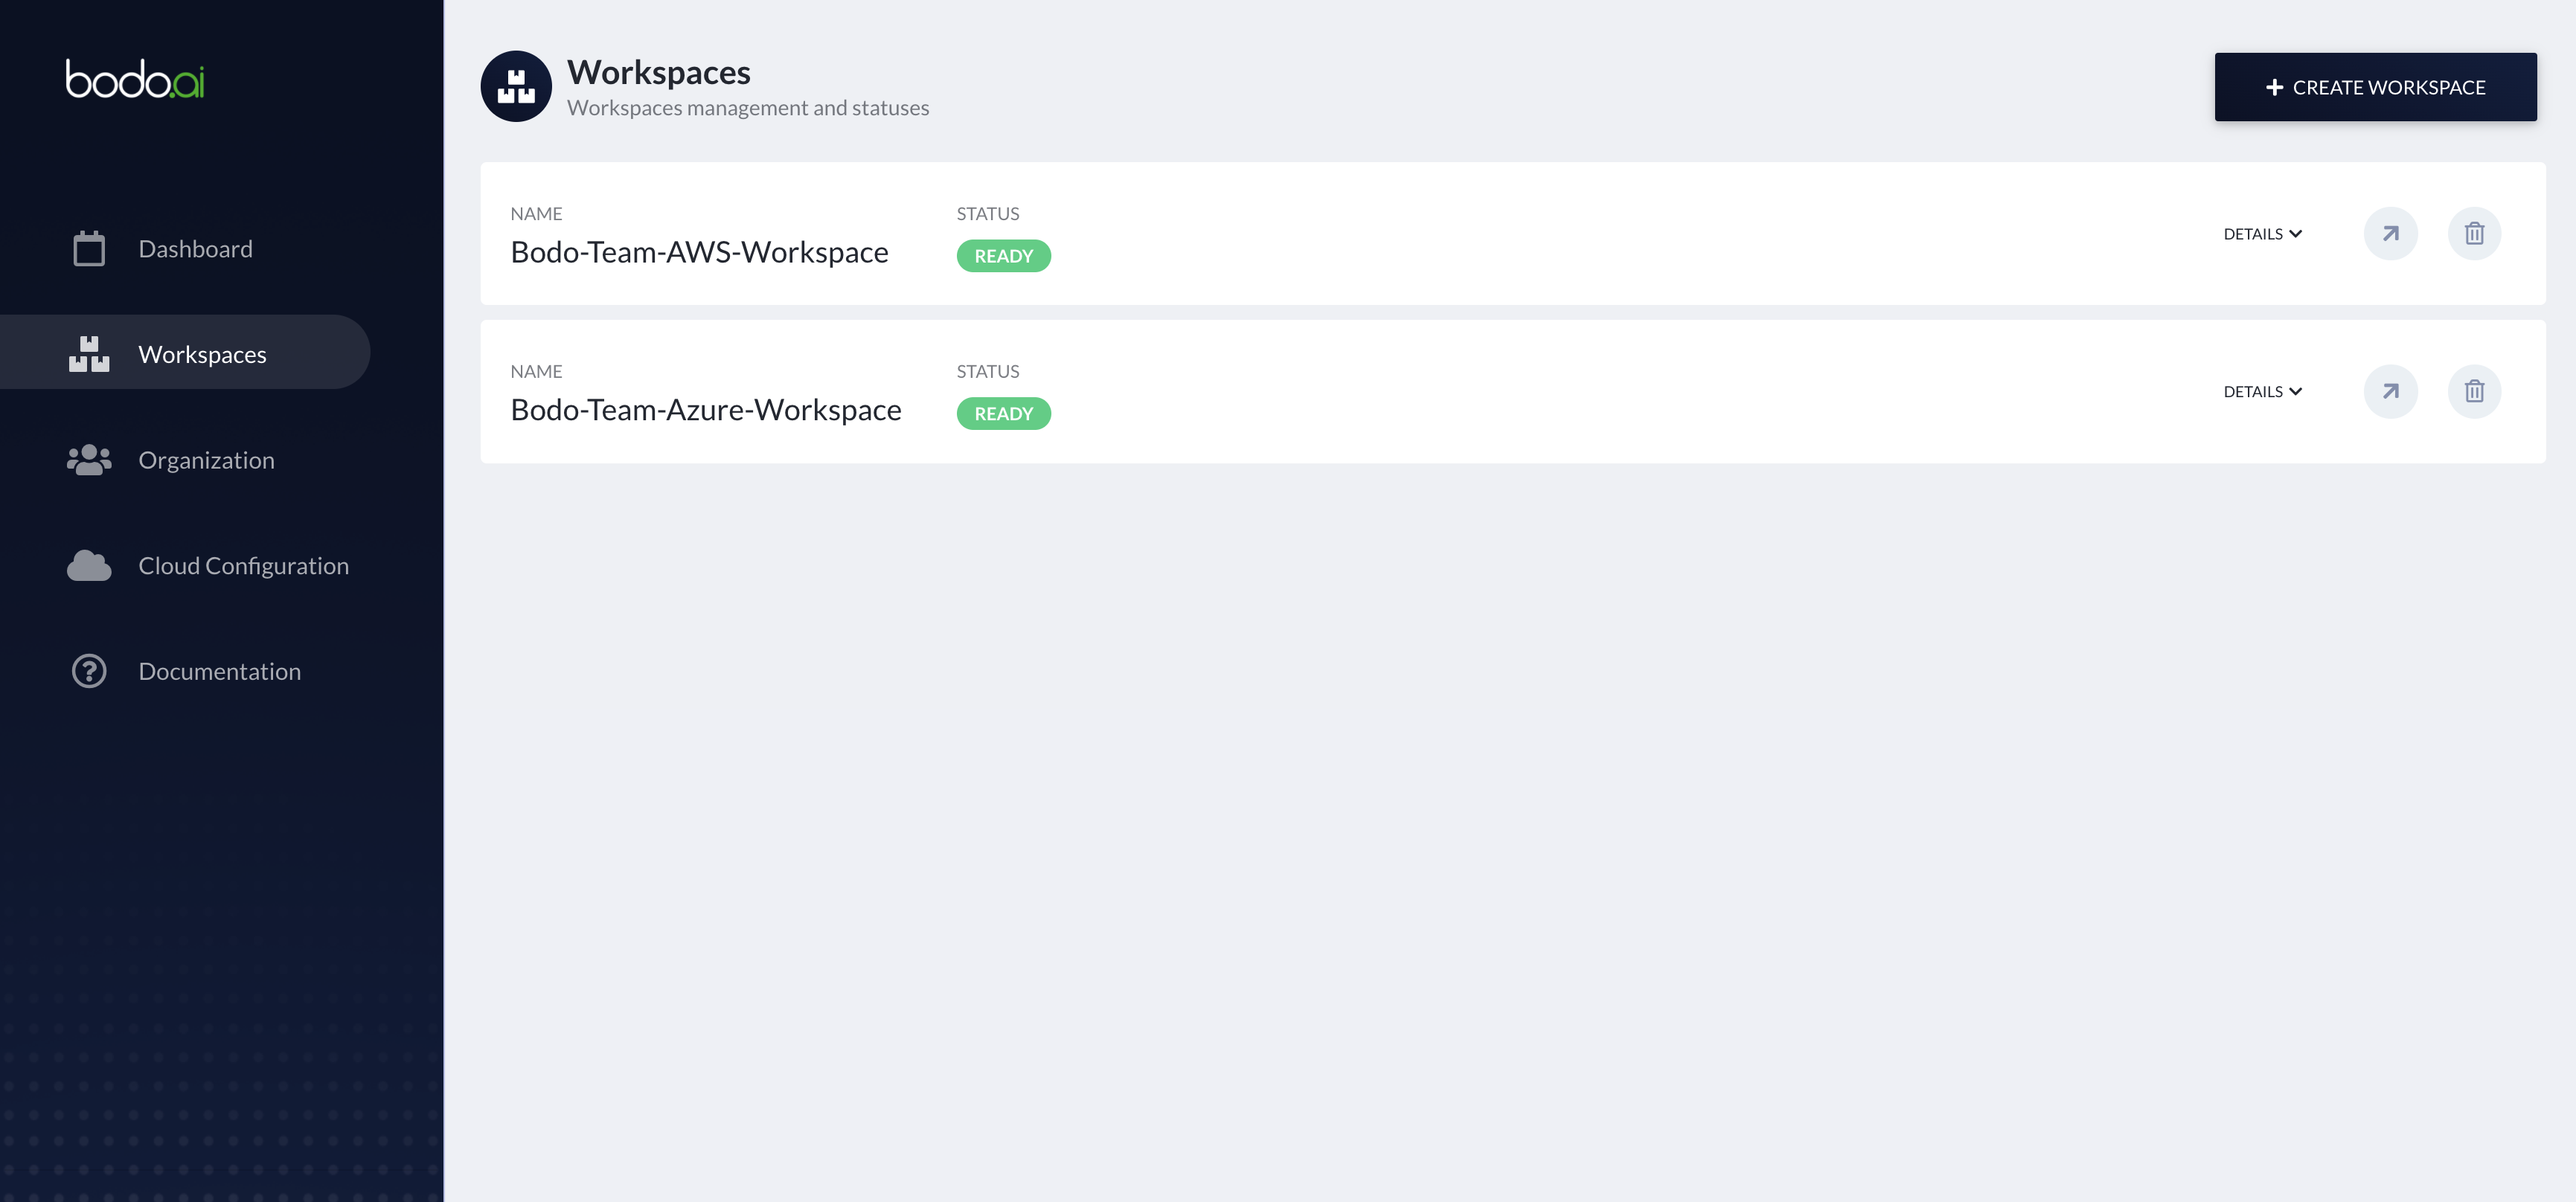 bodo.ai
Dashboard
Workspaces
Organization
Cloud Configuration
Documentation
Workspaces
Workspaces management and statuses
CREATE WORKSPACE
NAME
Bodo-Team-AWS-Workspace
STATUS
READY
DETAILS
NAME
Bodo-Team-Azure-Workspace
STATUS
READY
DETAILS